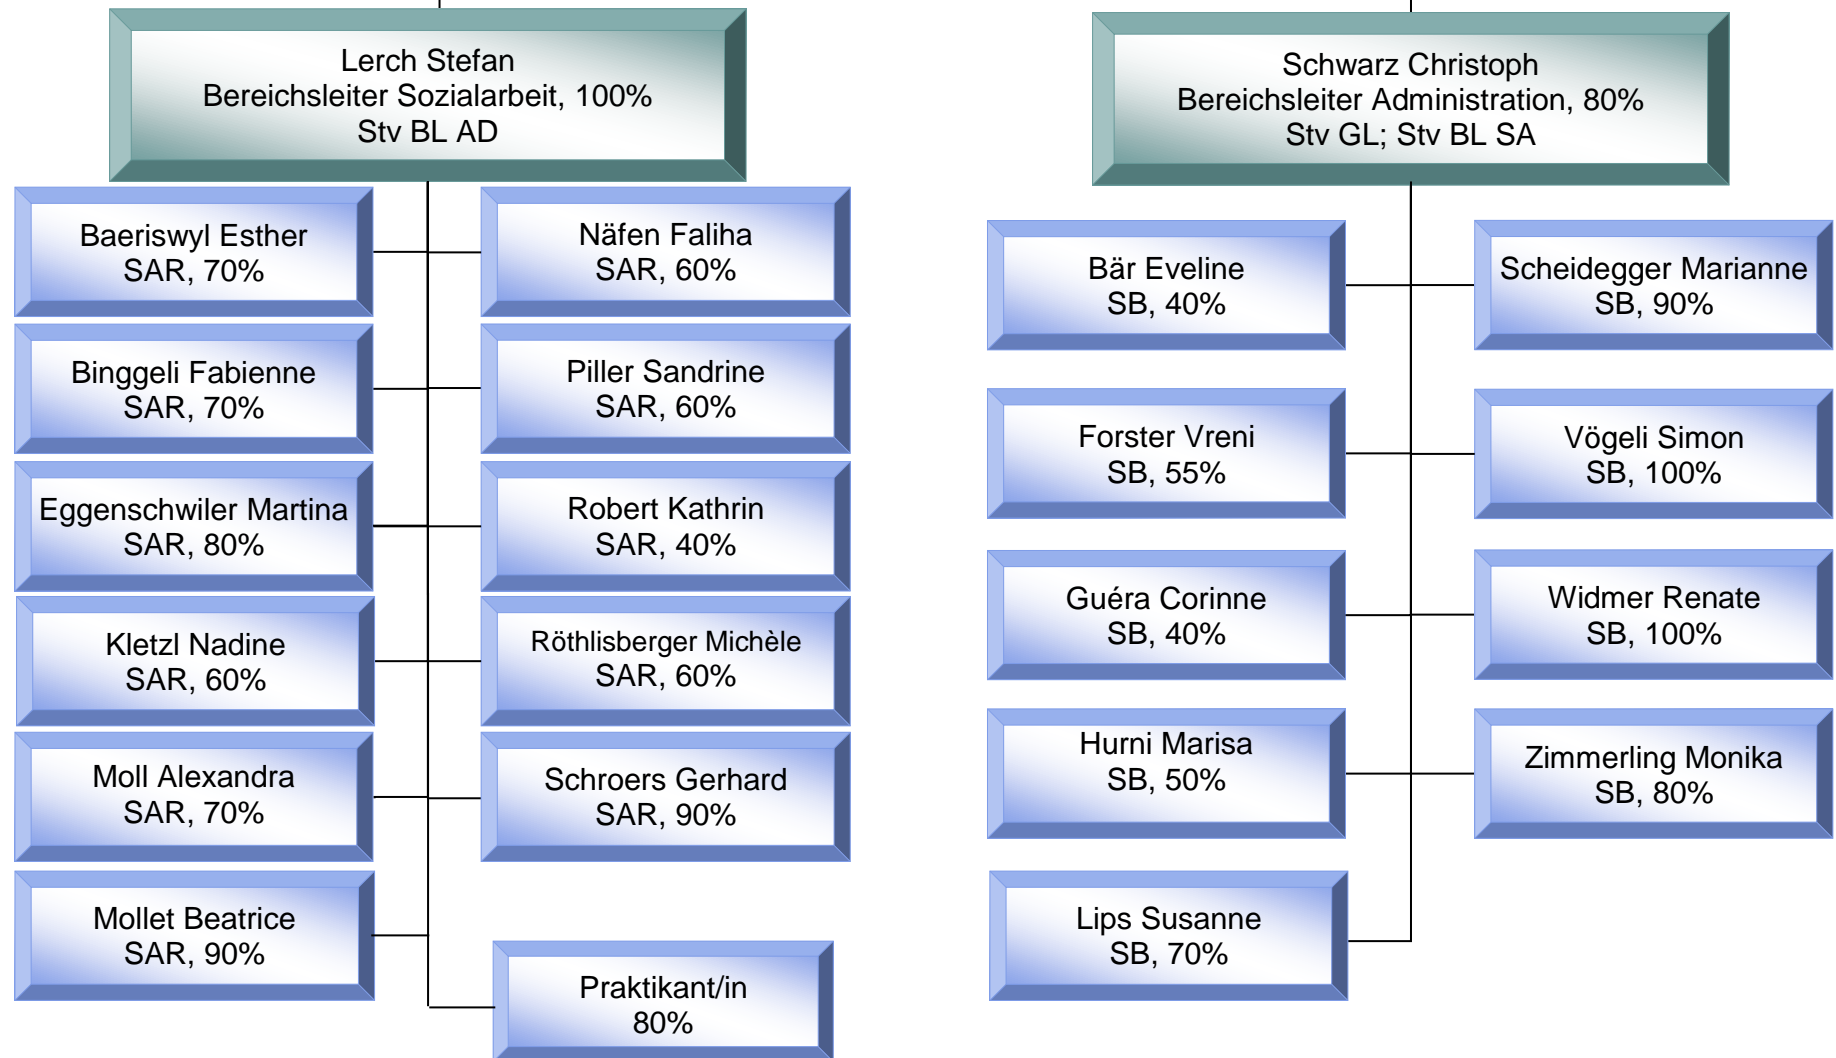 Lerch Stefan
Bereichsleiter Sozialarbeit, 100%
Stv BL AD
Baeriswyl Esther
SAR, 70%
Näfen Faliha
SAR, 60%
Binggeli Fabienne
SAR, 70%
Piller Sandrine
SAR, 60%
Eggenschwiler Martina
SAR, 80%
Robert Kathrin
SAR, 40%
Kletzl Nadine
SAR, 60%
Röthlisberger Michèle
SAR, 60%
Moll Alexandra
SAR, 70%
Schroers Gerhard
SAR, 90%
Mollet Beatrice
SAR, 90%
Praktikant/in
80%
Schwarz Christoph
Bereichsleiter Administration, 80%
Stv GL; Stv BL SA
Bär Eveline
SB, 40%
Scheidegger Marianne
SB, 90%
Forster Vreni
SB, 55%
Vögeli Simon
SB, 100%
Guéra Corinne
SB, 40%
Widmer Renate
SB, 100%
Hurni Marisa
SB, 50%
Zimmerling Monika
SB, 80%
Lips Susanne
SB, 70%